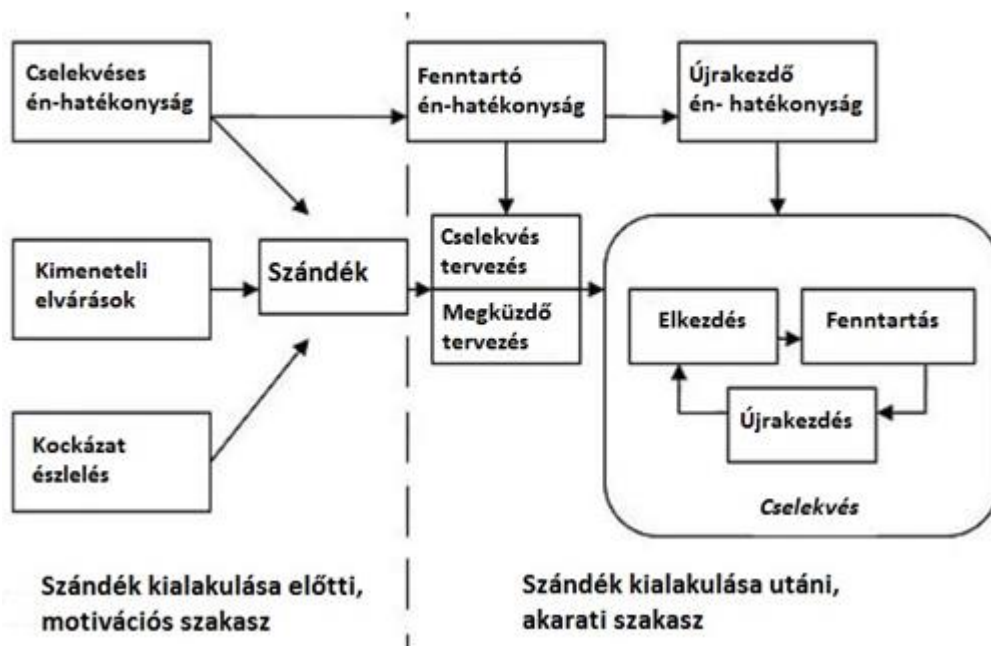 Cselekvéses
én-hatékonyság
Fenntartó
én-hatékonyság
Újrakezdő
én- hatékonyság
Kimeneteli
elvárások
Szándék
Cselekvés
tervezés
Megküzdő
tervezés
Elkezdés
Fenntartás
Újrakezdés
Cselekvés
Kockázat
észlelés
Szándék kialakulása előtti,
motivációs szakasz
Szándék kialakulása utáni,
akarati szakasz